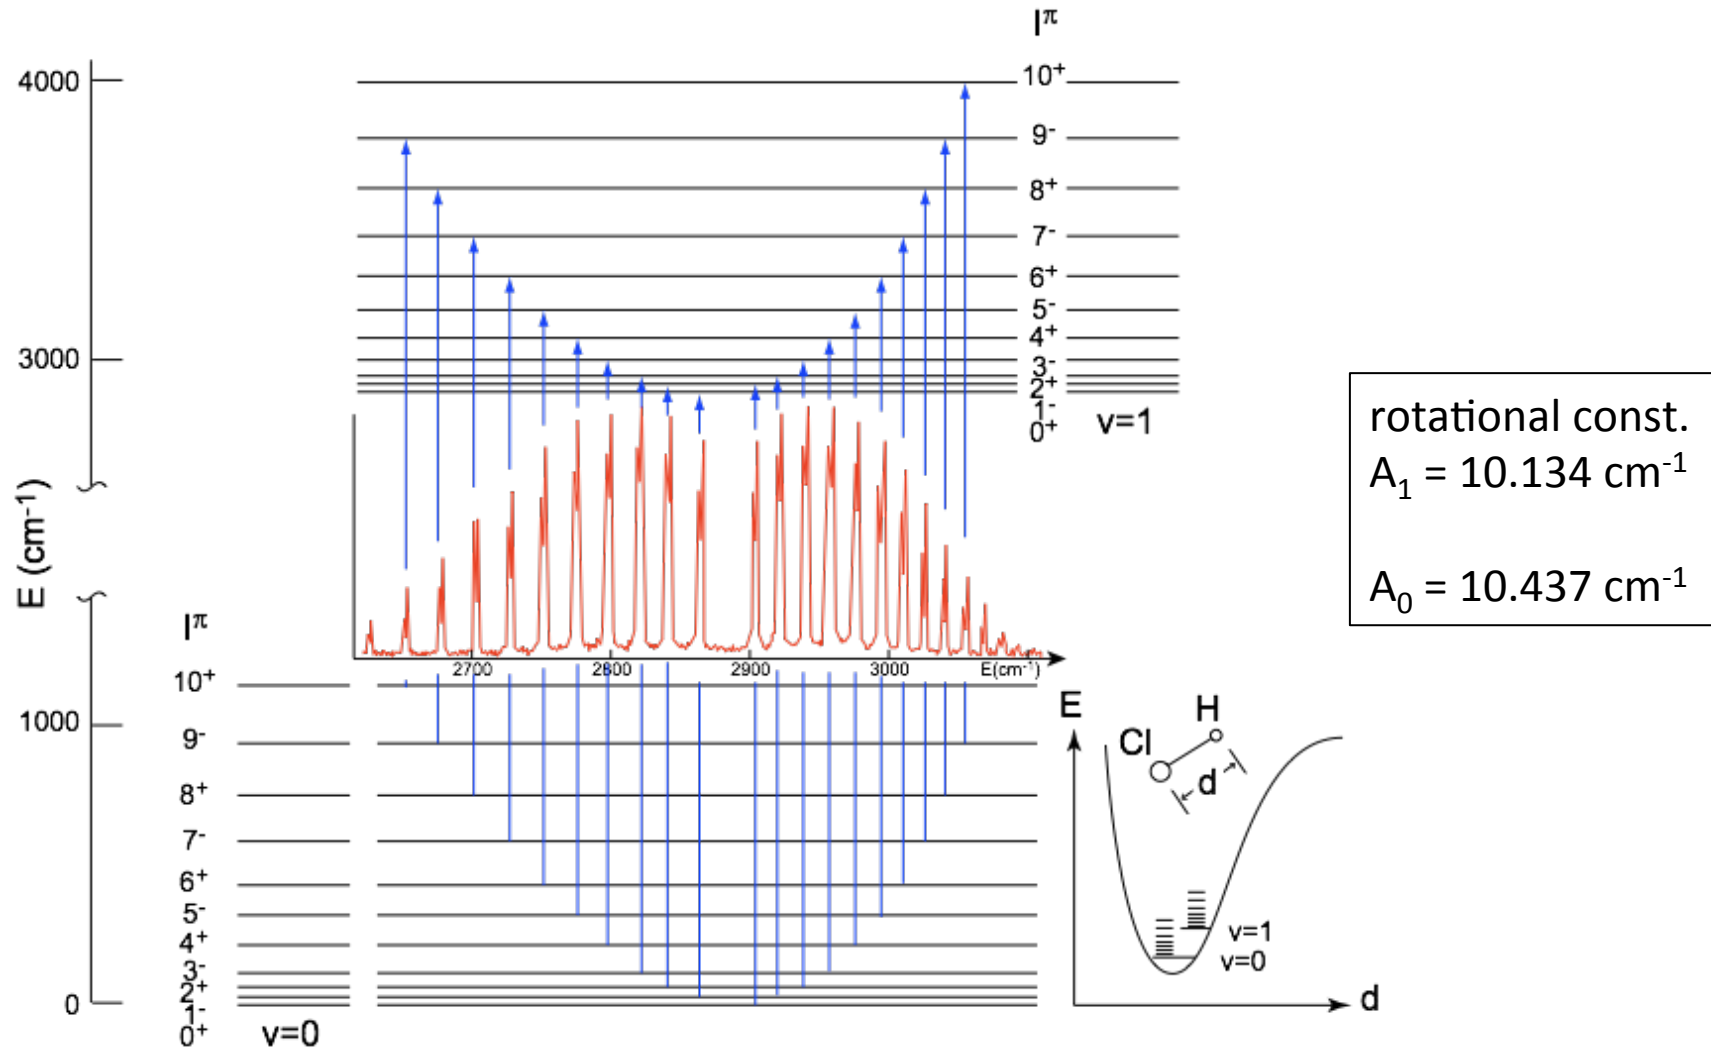 I^π
4000
10⁺
9⁻
8⁺
7⁻
6⁺
5⁻
4⁺
3000
3⁻
2⁺
1⁻
0⁺
v=1
E (cm⁻¹)
2700
2800
2900
3000
E(cm⁻¹)
I^π
10⁺
1000
9⁻
8⁺
7⁻
6⁺
5⁻
4⁺
3⁻
2⁺
0
1⁻
0⁺
v=0
E
H
Cl
d
v=1
v=0
d
rotational const.
A₁ = 10.134 cm⁻¹
A₀ = 10.437 cm⁻¹